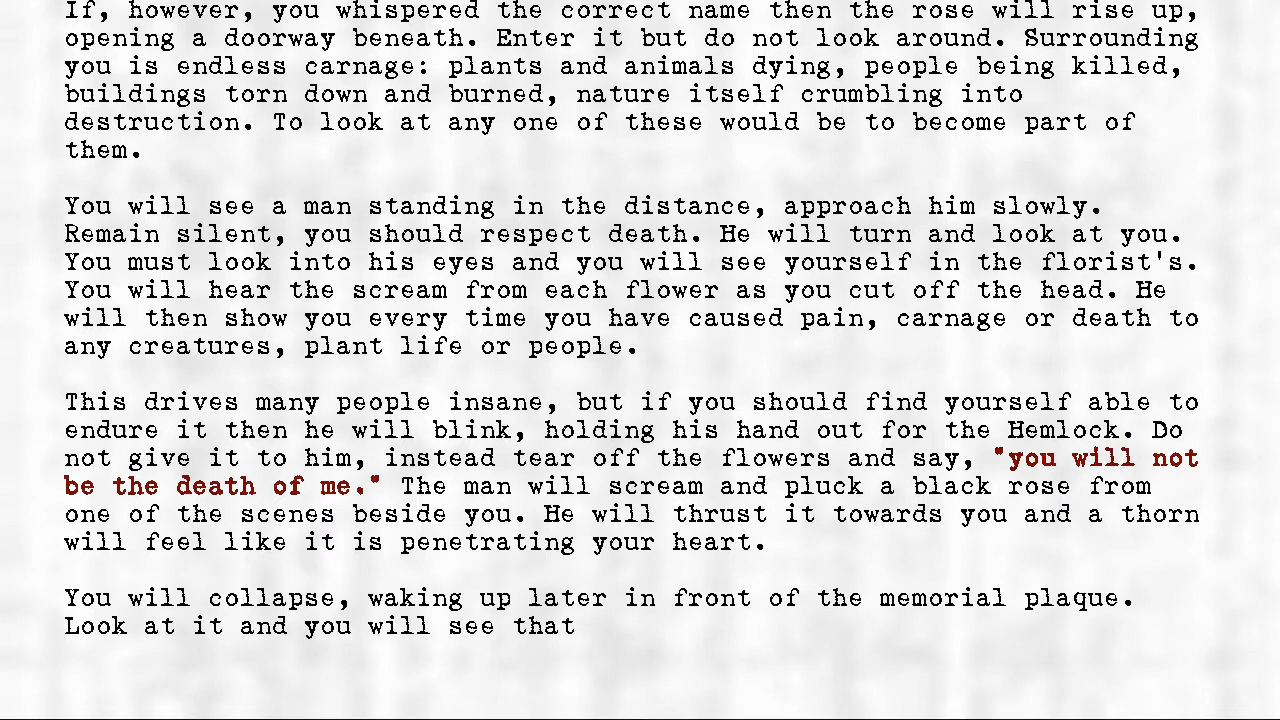 If, however, you whispered the correct name then the rose will rise up,
opening a doorway beneath. Enter it but do not look around. Surrounding
you is endless carnage: plants and animals dying, people being killed,
buildings torn down and burned, nature itself crumbling into
destruction. To look at any one of these would be to become part of
them.
You will see a man standing in the distance, approach him slowly.
Remain silent, you should respect death. He will turn and look at you.
You must look into his eyes and you will see yourself in the florist's.
You will hear the scream from each flower as you cut off the head. He
will then show you every time you have caused pain, carnage or death to
any creatures, plant life or people.
This drives many people insane, but if you should find yourself able to
endure it then he will blink, holding his hand out for the Hemlock. Do
not give it to him, instead tear off the flowers and say, "you will not
be the death of me." The man will scream and pluck a black rose from
one of the scenes beside you. He will thrust it towards you and a thorn
will feel like it is penetrating your heart.
You will collapse, waking up later in front of the memorial plaque.
Look at it and you will see that